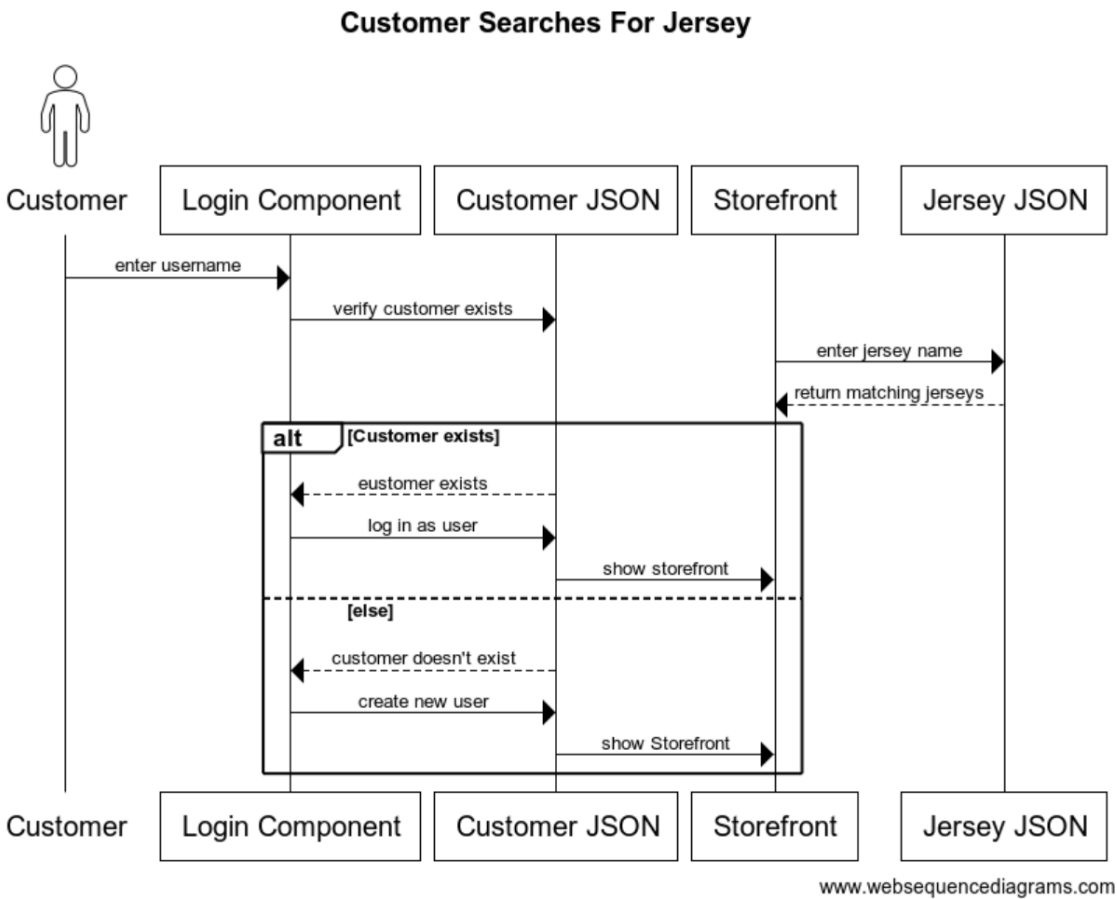 Customer Searches For Jersey
Customer
Login Component
Customer JSON
Storefront
Jersey JSON
enter username
verify customer exists
enter jersey name
return matching jerseys
alt
[Customer exists]
eustomer exists
log in as user
show storefront
[else]
customer doesn't exist
create new user
show Storefront
Customer
Login Component
Customer JSON
Storefront
Jersey JSON
www.websequencediagrams.com